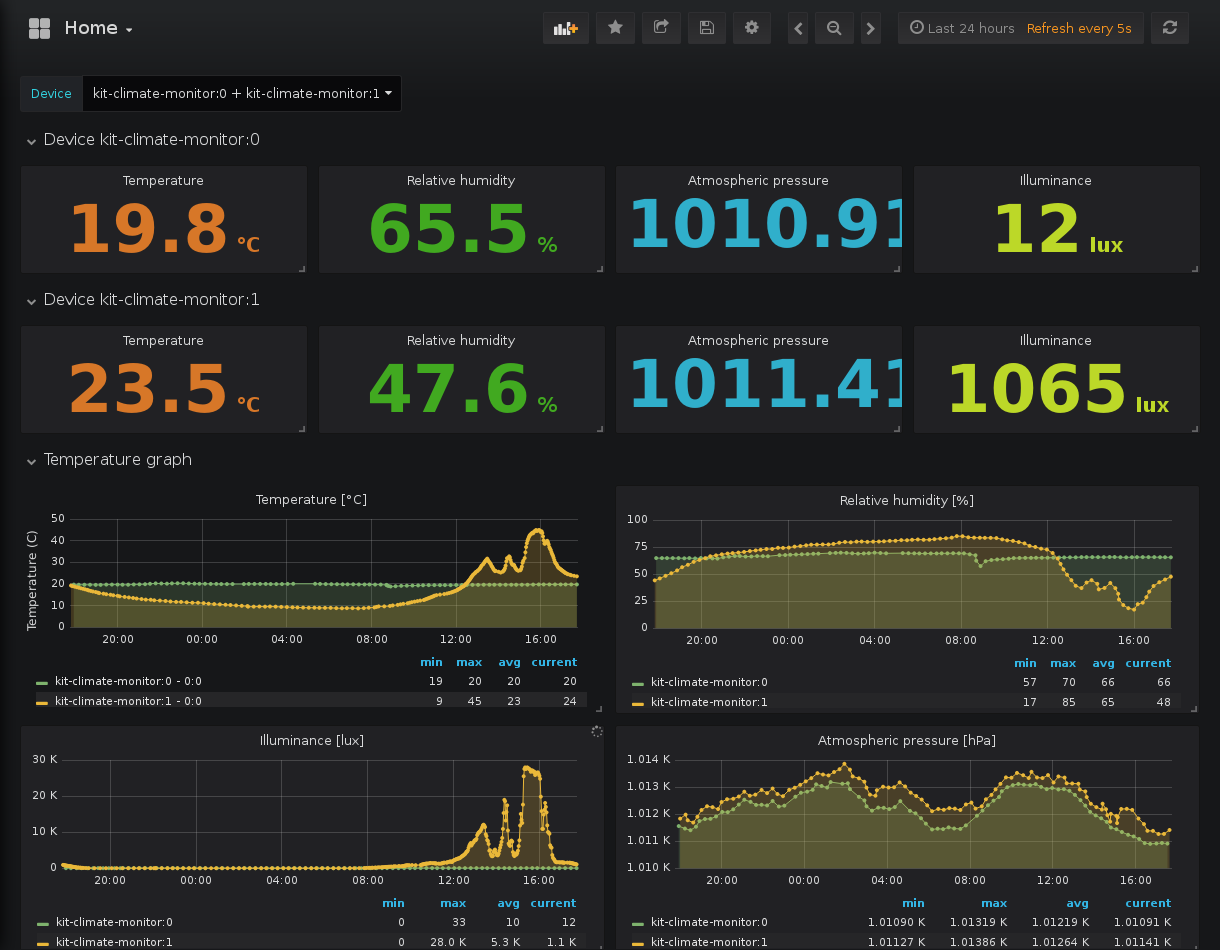 Home
Last 24 hours Refresh every 5s
Device kit-climate-monitor:0 + kit-climate-monitor:1
Device kit-climate-monitor:0
Temperature Relative humidity Atmospheric pressure Illuminance
19.8 °C 65.5 % 1010.91 12 lux
Device kit-climate-monitor:1
Temperature Relative humidity Atmospheric pressure Illuminance
23.5 °C 47.6 % 1011.41 1065 lux
Temperature graph
Temperature [°C]
Temperature (C)
50
40
30
20
10
0
20:00 00:00 04:00 08:00 12:00 16:00
min max avg current
kit-climate-monitor:0 - 0:0 19 20 20 20
kit-climate-monitor:1 - 0:0 9 45 23 24
Relative humidity [%]
100
75
50
25
0
20:00 00:00 04:00 08:00 12:00 16:00
min max avg current
kit-climate-monitor:0 57 70 66 66
kit-climate-monitor:1 17 85 65 48
Illuminance [lux]
30 K
20 K
10 K
0
20:00 00:00 04:00 08:00 12:00 16:00
min max avg current
kit-climate-monitor:0 0 33 10 12
kit-climate-monitor:1 0 28.0 K 5.3 K 1.1 K
Atmospheric pressure [hPa]
1.014 K
1.013 K
1.012 K
1.011 K
1.010 K
20:00 00:00 04:00 08:00 12:00 16:00
min max avg current
kit-climate-monitor:0 1.01090 K 1.01319 K 1.01219 K 1.01091 K
kit-climate-monitor:1 1.01127 K 1.01386 K 1.01264 K 1.01141 K